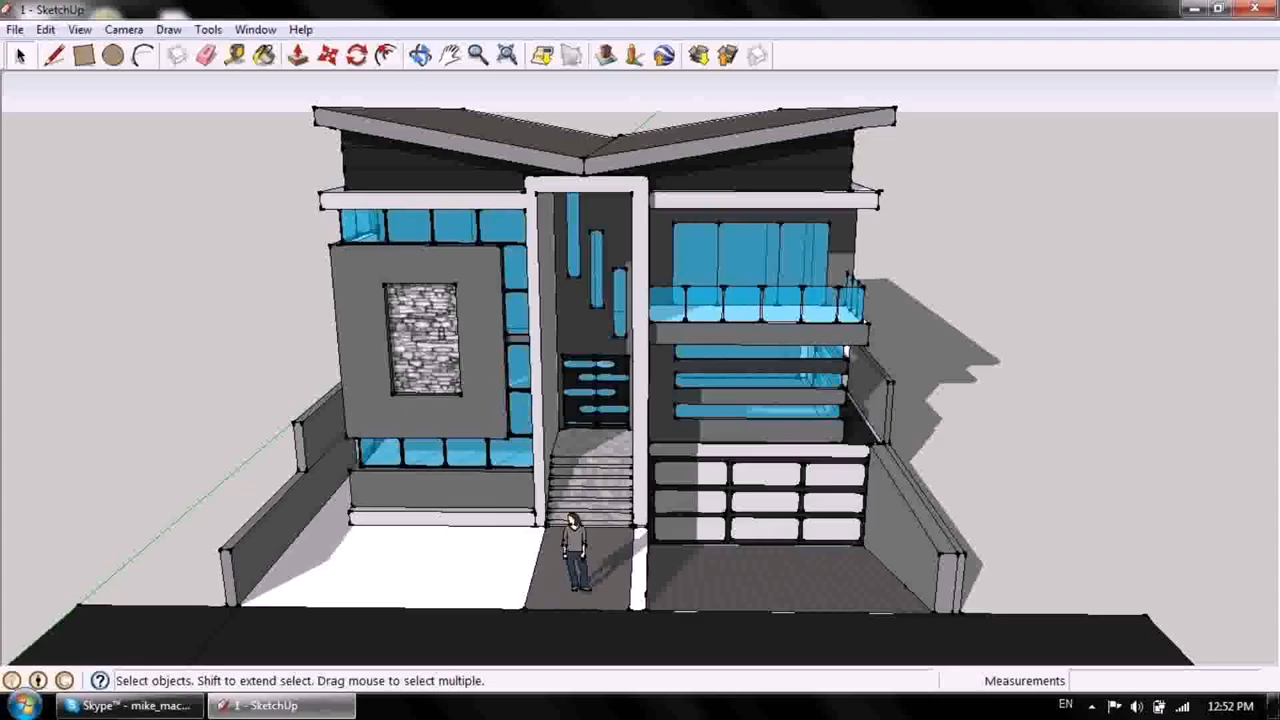 1 - SketchUp
File Edit View Camera Draw Tools Window Help
Select objects. Shift to extend select. Drag mouse to select multiple.
Measurements
Skype™ - mike_mac...
1 - SketchUp
EN
12:52 PM